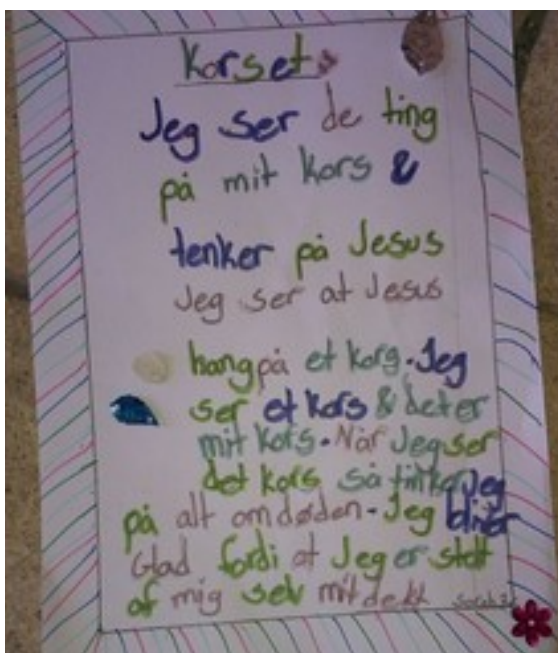 Korset
Jeg ser de ting
på mit kors &
tenker på Jesus
Jeg ser at Jesus
hang på et kors. Jeg
ser et kors & det er
mit kors. Når Jeg ser
det kors så tinker Jeg
på alt om døden. Jeg bliver
Glad fordi at Jeg er stolt
af mig selv mit
Sarah